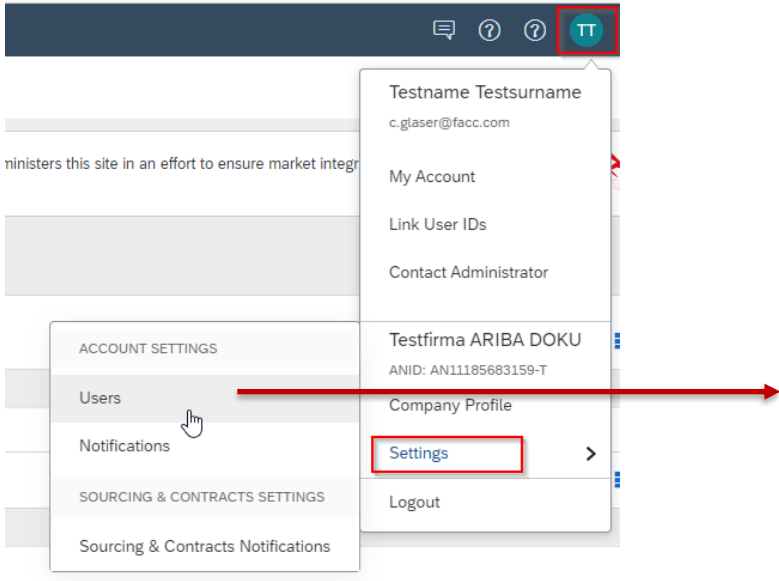 TT
Testname Testsurname
c.glaser@facc.com
ministers this site in an effort to ensure market integr
My Account
Link User IDs
Contact Administrator
Testfirma ARIBA DOKU
ANID: AN11185683159-T
Company Profile
Settings
Logout
ACCOUNT SETTINGS
Users
Notifications
SOURCING & CONTRACTS SETTINGS
Sourcing & Contracts Notifications